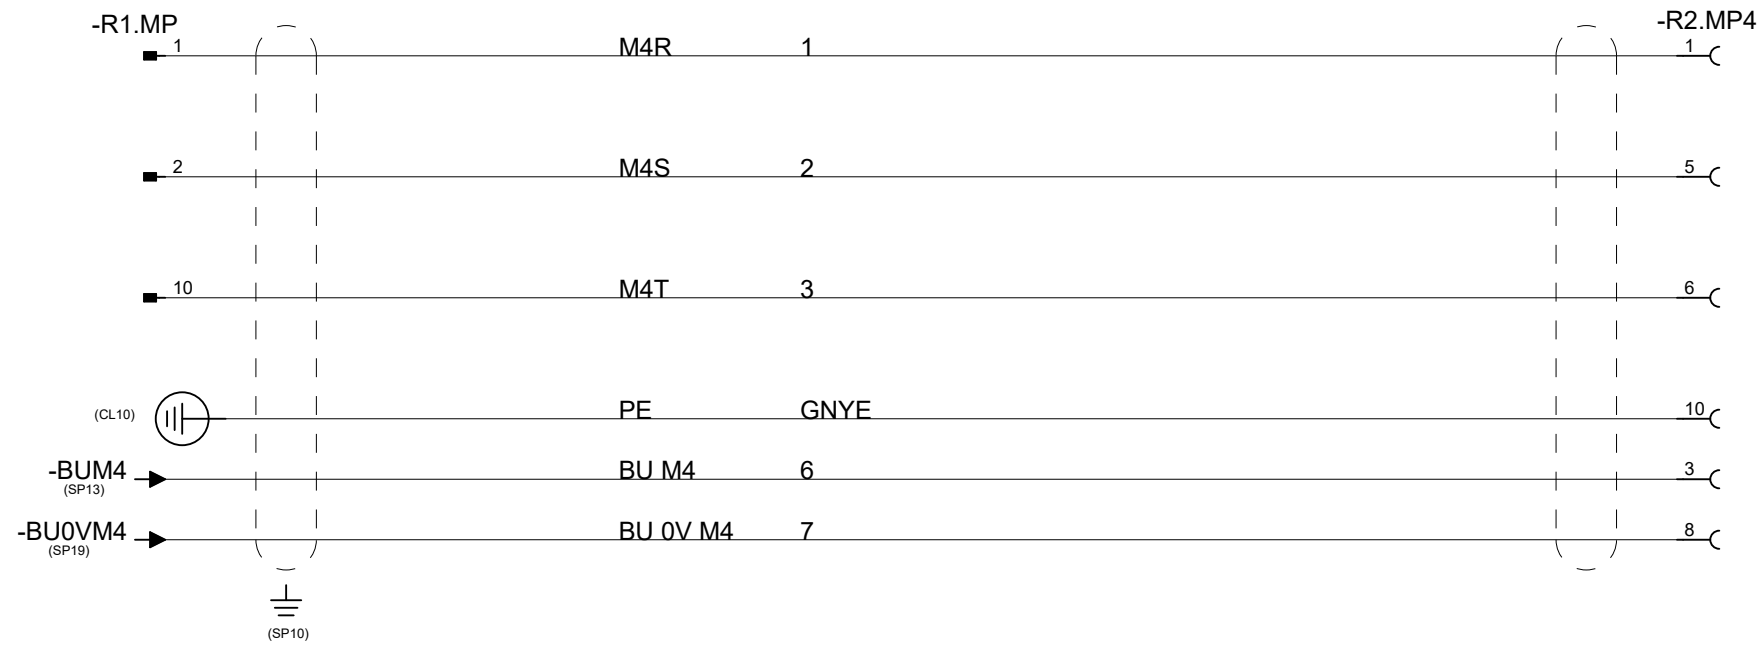 -R1.MP -R2.MP4
1 M4R 1 1
2 M4S 2 5
10 M4T 3 6
(CL10) PE GNYE 10
-BUM4 BU M4 6 3
(SP13)
-BU0VM4 BU 0V M4 7 8
(SP19)
(SP10)